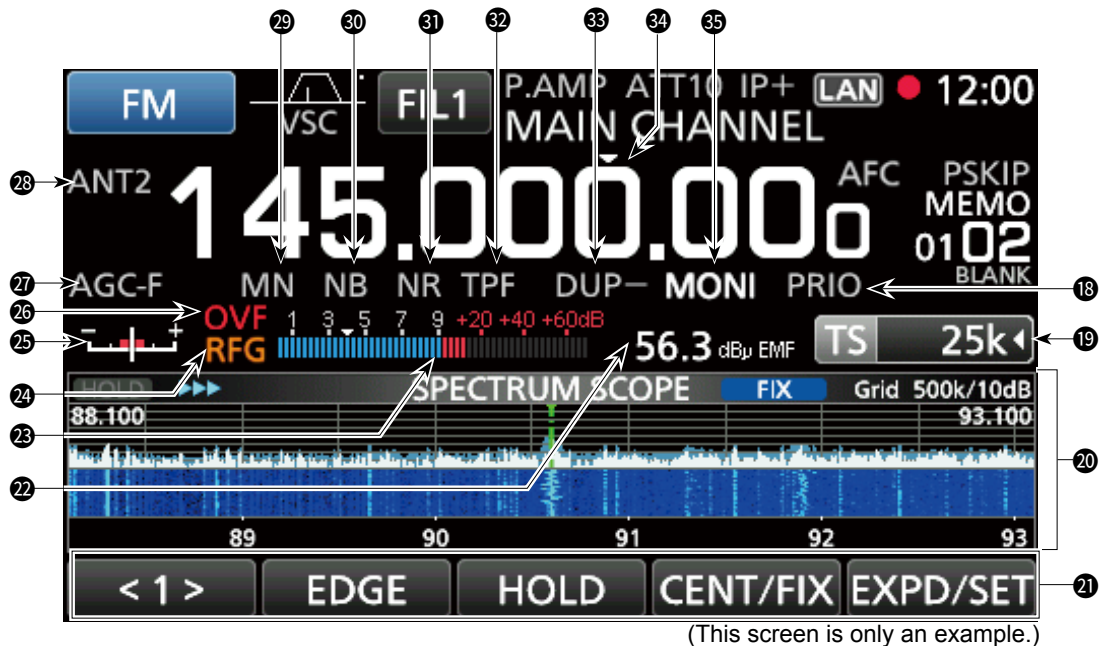 ㉙ ㉚ ㉛ ㉜ ㉝ ㉞ ㉟
FM VSC FIL1 P.AMP ATT10 IP+ LAN 12:00
MAIN CHANNEL
㉘ ANT2 145.000.000 AFC PSKIP
MEMO
01 02
BLANK
㉗ AGC-F MN NB NR TPF DUP− MONI PRIO ⑱
㉖ OVF 1 3 5 7 9 +20 +40 +60dB
㉕ − + RFG 56.3 dBμ EMF TS 25k ⑲
㉔ HOLD SPECTRUM SCOPE FIX Grid 500k/10dB
88.100 93.100
㉓
㉒ ⑳
89 90 91 92 93
< 1 > EDGE HOLD CENT/FIX EXPD/SET ㉑
(This screen is only an example.)